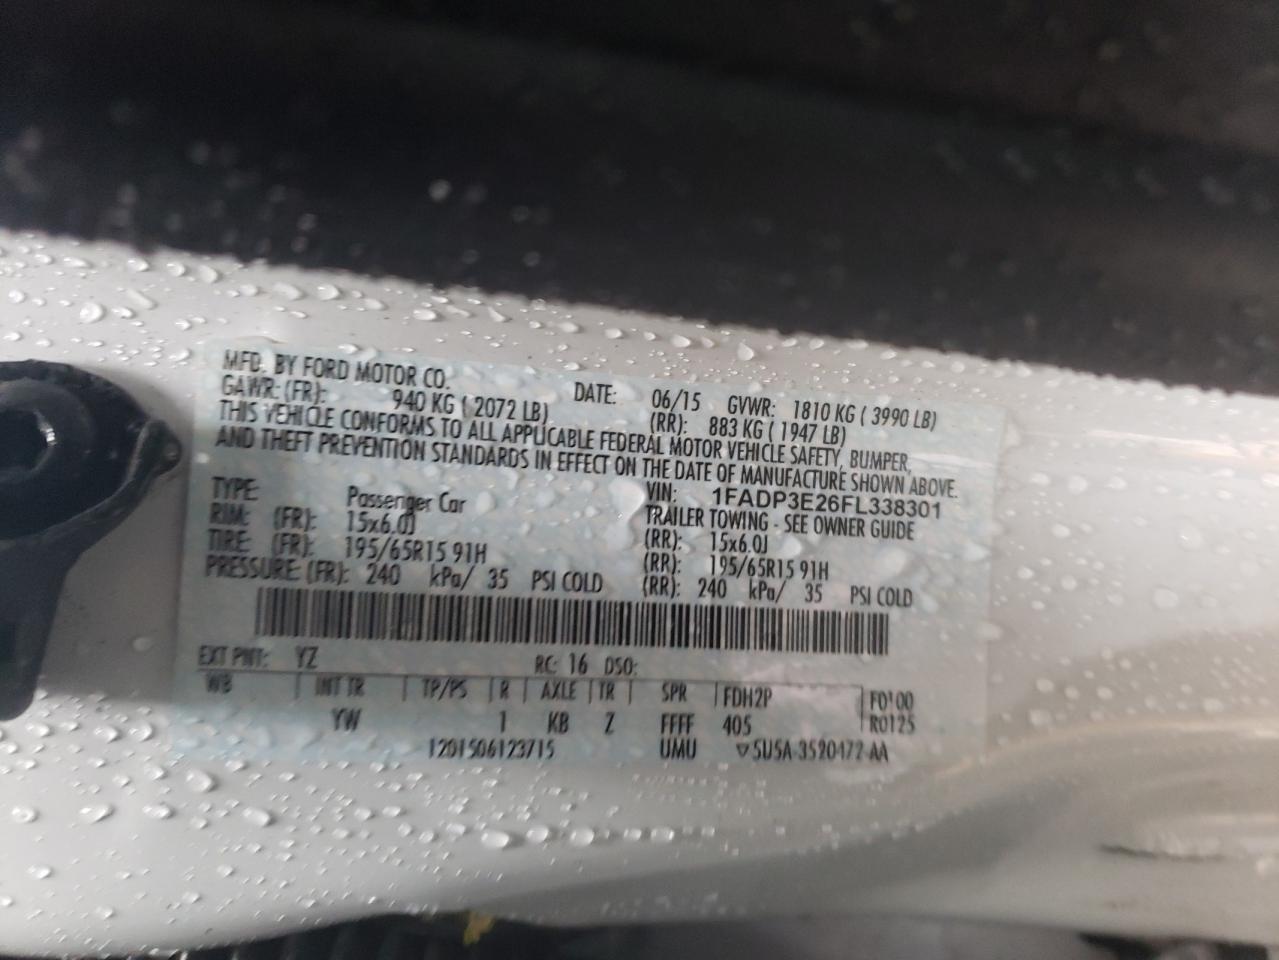 MFD. BY FORD MOTOR CO.
DATE: 06/15 GVWR: 1810 KG ( 3990 LB)
GAWR: (FR): 940 KG ( 2072 LB) (RR): 883 KG ( 1947 LB)
THIS VEHICLE CONFORMS TO ALL APPLICABLE FEDERAL MOTOR VEHICLE SAFETY, BUMPER,
AND THEFT PREVENTION STANDARDS IN EFFECT ON THE DATE OF MANUFACTURE SHOWN ABOVE.
VIN: 1FADP3E26FL338301
TYPE: Passenger Car TRAILER TOWING - SEE OWNER GUIDE
RIM: (FR): 15x6.0J (RR): 15x6.0J
TIRE: (FR): 195/65R15 91H (RR): 195/65R15 91H
PRESSURE: (FR): 240 kPa/ 35 PSI COLD (RR): 240 kPa/ 35 PSI COLD
EXT PNT: YZ RC: 16 DSO:
WB INT TR TP/PS R AXLE TR SPR FDH2P F0100
YW 1 KB Z FFFF 405 R0125
1201506123715 UMU ▽5U5A-3520472-AA